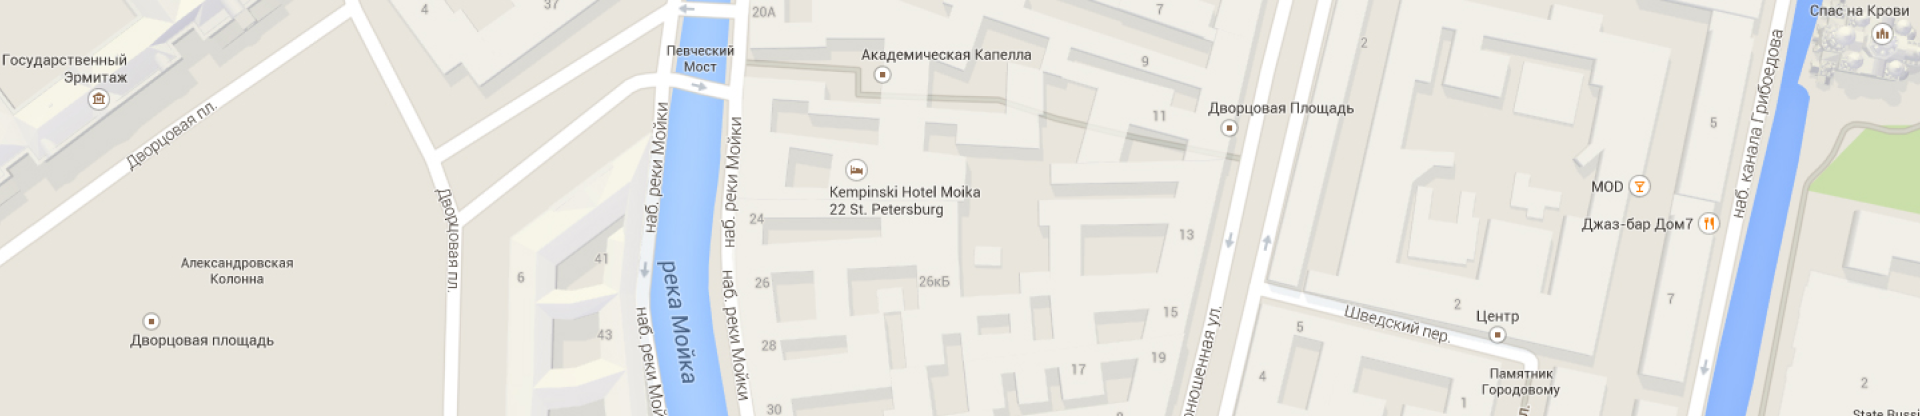 4
37
20А
7
2
Спас на Крови
Государственный
Эрмитаж
Певческий
Мост
Академическая Капелла
9
Дворцовая пл.
наб. реки Мойки
наб. реки Мойки
11
Дворцовая Площадь
5
наб. канала Грибоедова
Kempinski Hotel Moika
22 St. Petersburg
MOD
Джаз-бар Дом7
Дворцовая пл.
24
13
41
6
Александровская
Колонна
река Мойка
26
26кБ
наб. реки Мойки
15
2
7
Шведский пер.
Центр
5
Дворцовая площадь
43
28
19
17
4
Памятник
Городовому
1
2
30
State Russi